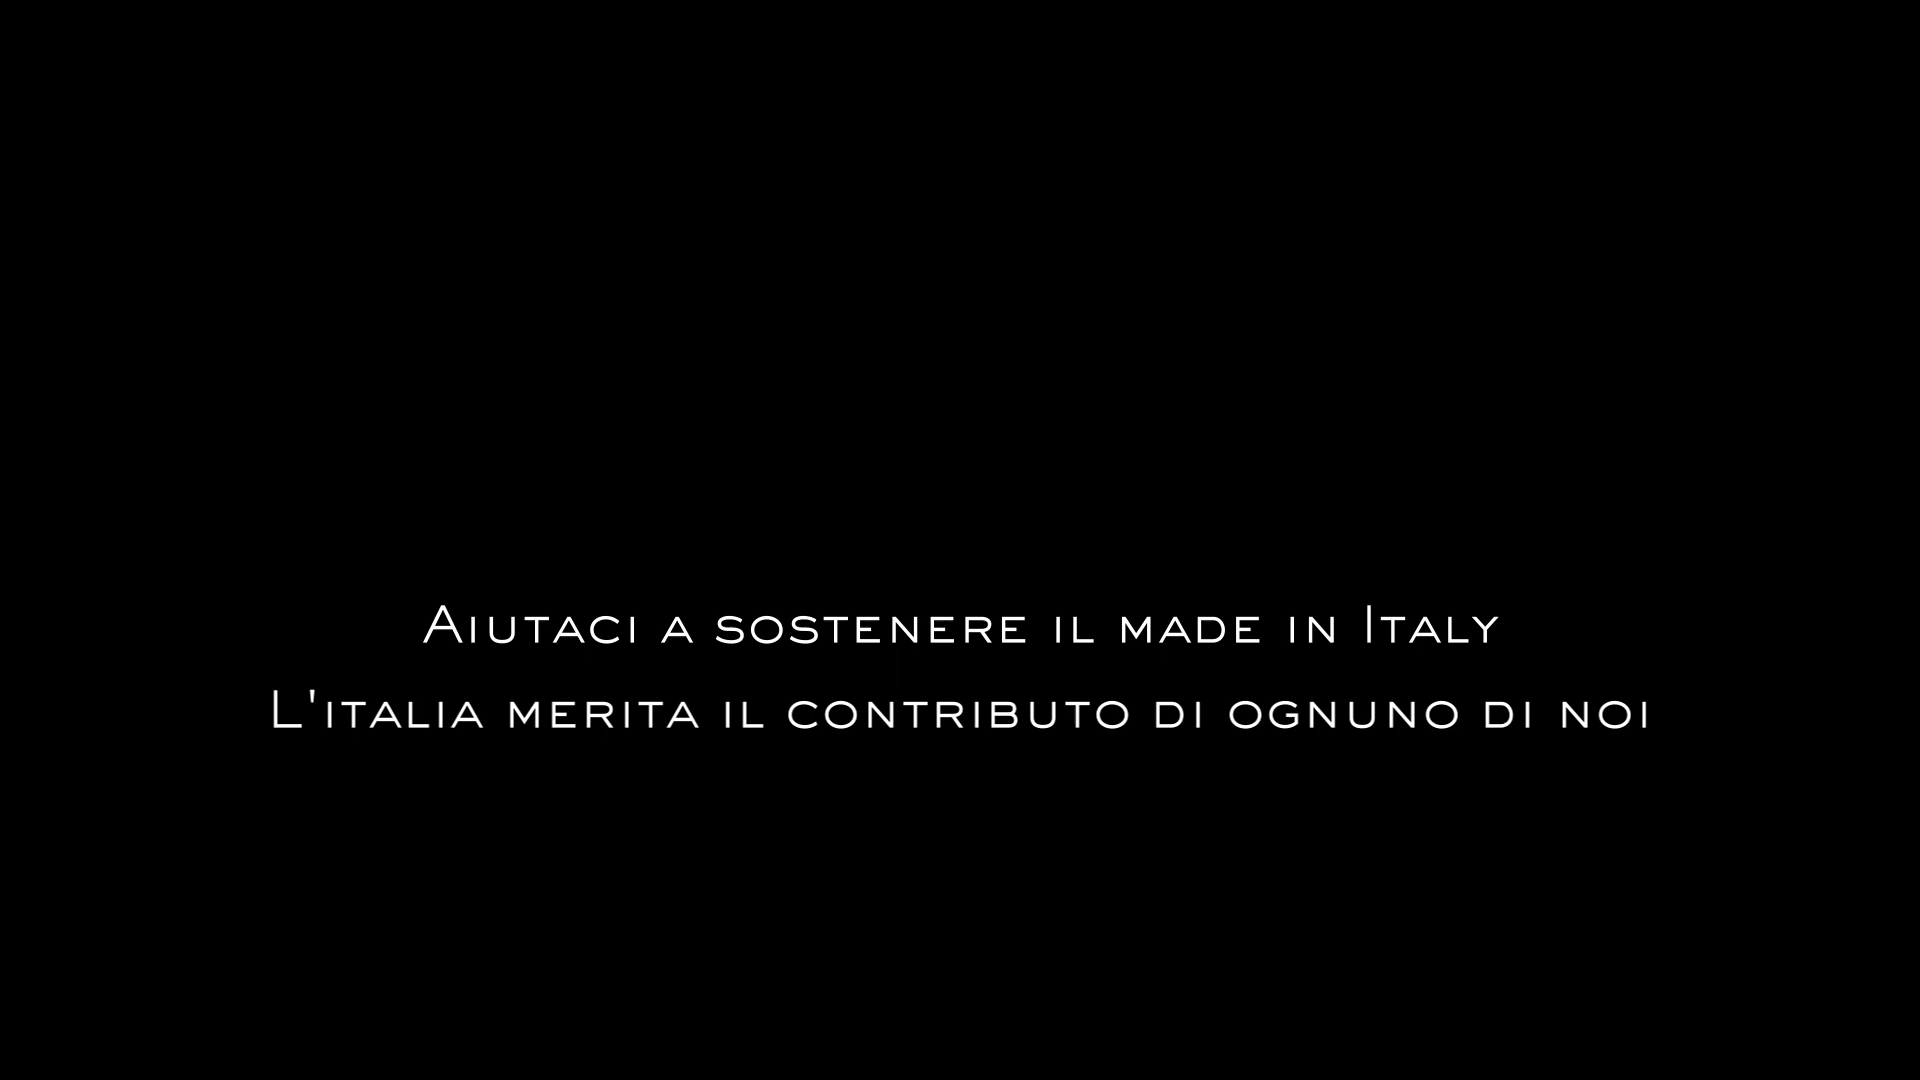 Aiutaci a sostenere il made in Italy
L'italia merita il contributo di ognuno di noi